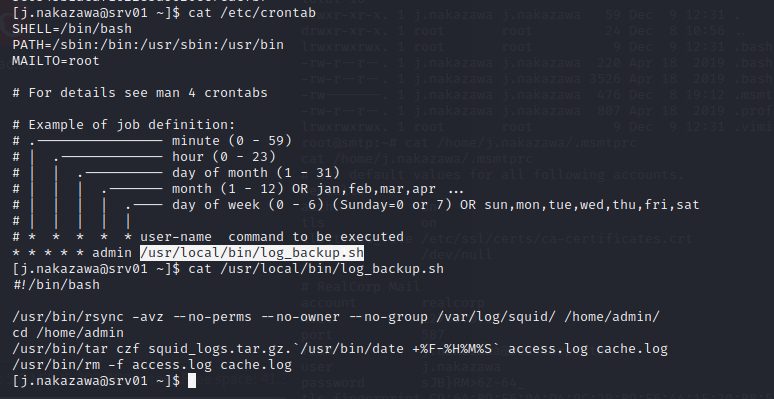 [j.nakazawa@srv01 ~]$ cat /etc/crontab
SHELL=/bin/bash
PATH=/sbin:/bin:/usr/sbin:/usr/bin
MAILTO=root

# For details see man 4 crontabs

# Example of job definition:
# .---------------- minute (0 - 59)
# |  .------------- hour (0 - 23)
# |  |  .---------- day of month (1 - 31)
# |  |  |  .------- month (1 - 12) OR jan,feb,mar,apr ...
# |  |  |  |  .---- day of week (0 - 6) (Sunday=0 or 7) OR sun,mon,tue,wed,thu,fri,sat
# |  |  |  |  |
# *  *  *  *  * user-name  command to be executed
* * * * * admin /usr/local/bin/log_backup.sh
[j.nakazawa@srv01 ~]$ cat /usr/local/bin/log_backup.sh
#!/bin/bash

/usr/bin/rsync -avz --no-perms --no-owner --no-group /var/log/squid/ /home/admin/
cd /home/admin
/usr/bin/tar czf squid_logs.tar.gz.`/usr/bin/date +%F-%H%M%S` access.log cache.log
/usr/bin/rm -f access.log cache.log
[j.nakazawa@srv01 ~]$